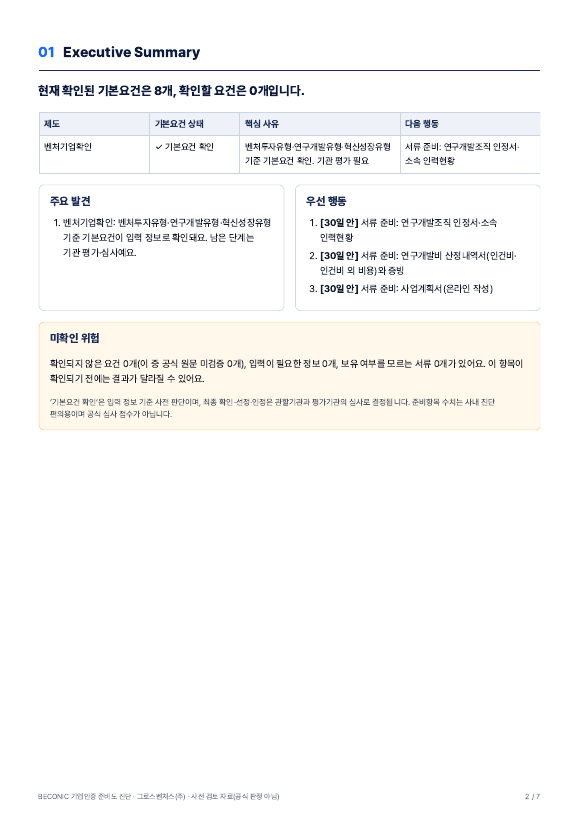 01 Executive Summary
현재 확인된 기본요건은 8개, 확인할 요건은 0개입니다.
제도 기본요건 상태 핵심 사유 다음 행동
벤처기업확인 ✓ 기본요건 확인 벤처투자유형·연구개발유형·혁신성장유형 서류 준비: 연구개발조직 인정서·
기준 기본요건 확인. 기관 평가 필요 소속 인력현황
주요 발견
1. 벤처기업확인: 벤처투자유형·연구개발유형·혁신성장유형
기준 기본요건이 입력 정보로 확인돼요. 남은 단계는
기관 평가·심사예요.
우선 행동
1. [30일 안] 서류 준비: 연구개발조직 인정서·소속
인력현황
2. [30일 안] 서류 준비: 연구개발비 산정내역서(인건비·
인건비 외 비용)와 증빙
3. [30일 안] 서류 준비: 사업계획서(온라인 작성)
미확인 위험
확인되지 않은 요건 0개(이 중 공식 원문 미검증 0개), 입력이 필요한 정보 0개, 보유 여부를 모르는 서류 0개가 있어요. 이 항목이
확인되기 전에는 결과가 달라질 수 있어요.
‘기본요건 확인’은 입력 정보 기준 사전 판단이며, 최종 확인·선정·인정은 관할기관과 평가기관의 심사로 결정됩니다. 준비항목 수치는 사내 진단
편의용이며 공식 심사 점수가 아닙니다.
BECONIC 기업인증 준비도 진단 · 그로스벤처스(주) · 사전 검토 자료(공식 판정 아님) 2 / 7